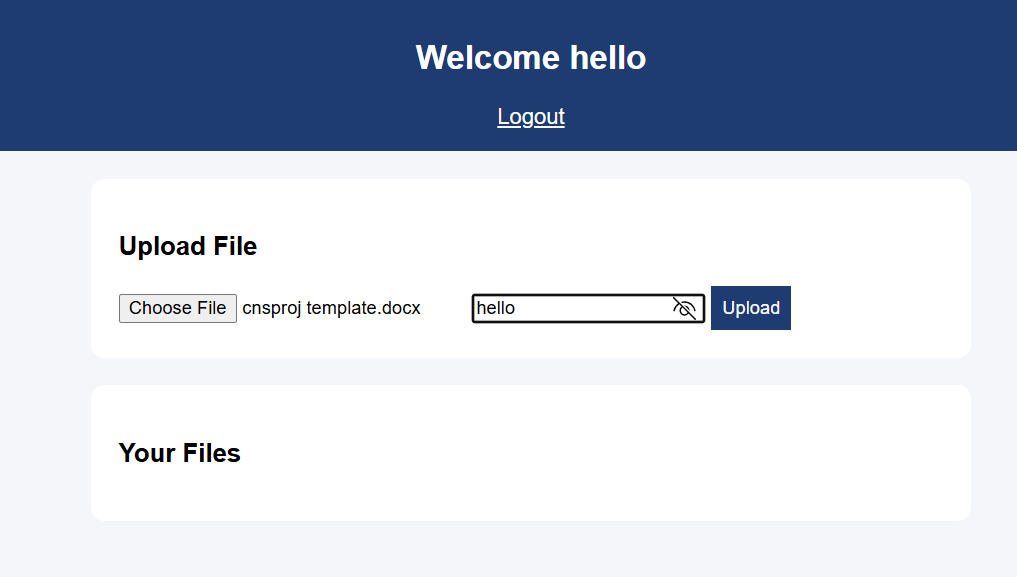 Welcome hello
Logout
Upload File
Choose File cnsproj template.docx hello Upload
Your Files